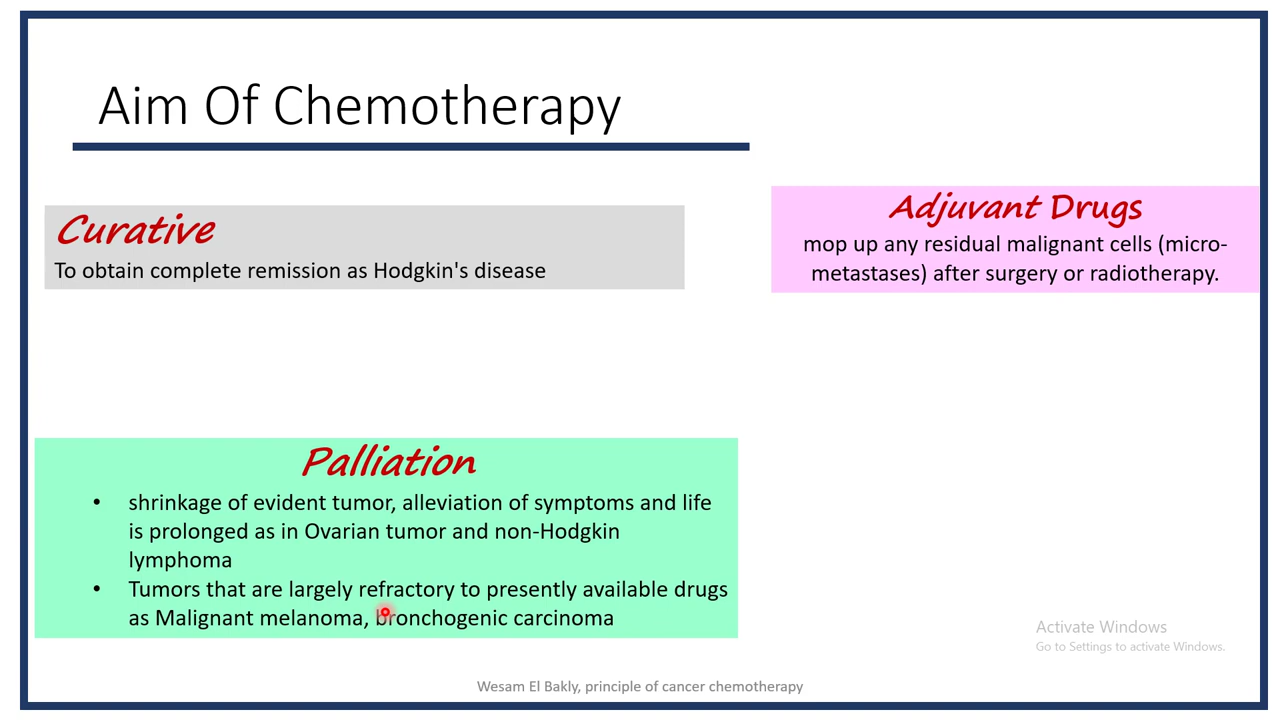 Aim Of Chemotherapy
Curative
To obtain complete remission as Hodgkin's disease
Adjuvant Drugs
mop up any residual malignant cells (micro-
metastases) after surgery or radiotherapy.
Palliation
• shrinkage of evident tumor, alleviation of symptoms and life
is prolonged as in Ovarian tumor and non-Hodgkin
lymphoma
• Tumors that are largely refractory to presently available drugs
as Malignant melanoma, bronchogenic carcinoma
Activate Windows
Go to Settings to activate Windows.
Wesam El Bakly, principle of cancer chemotherapy